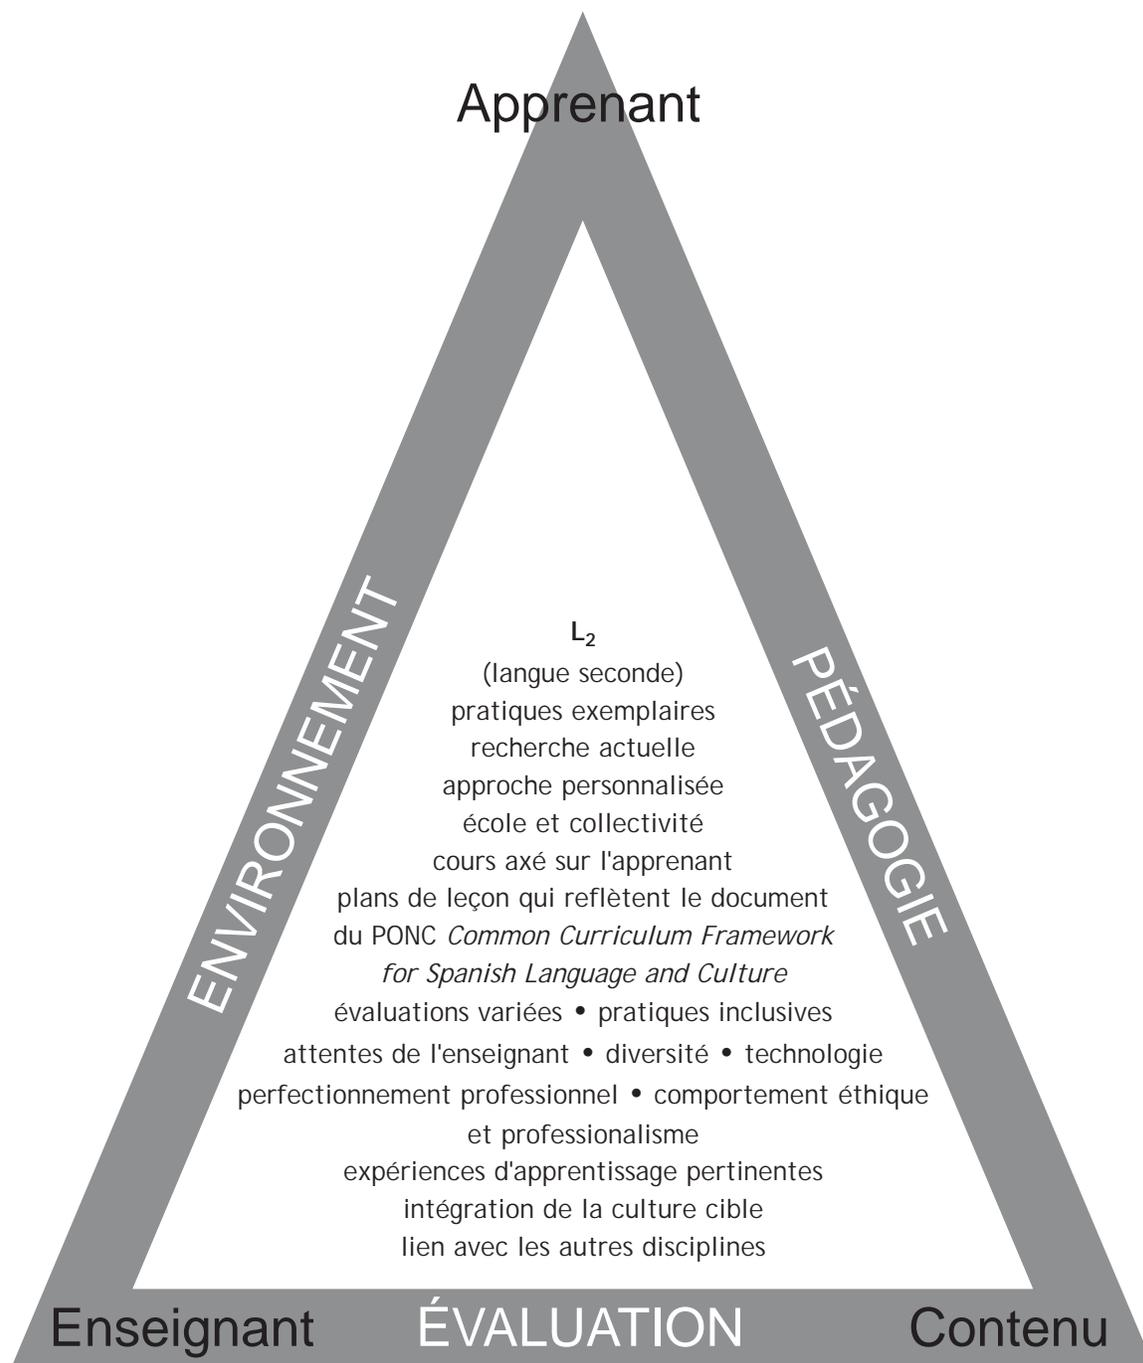 Apprenant
ENVIRONNEMENT
PÉDAGOGIE
L₂
(langue seconde)
pratiques exemplaires
recherche actuelle
approche personnalisée
école et collectivité
cours axé sur l'apprenant
plans de leçon qui reflètent le document
du PONC Common Curriculum Framework
for Spanish Language and Culture
évaluations variées • pratiques inclusives
attentes de l'enseignant • diversité • technologie
perfectionnement professionnel • comportement éthique
et professionalisme
expériences d'apprentissage pertinentes
intégration de la culture cible
lien avec les autres disciplines
Enseignant ÉVALUATION Contenu